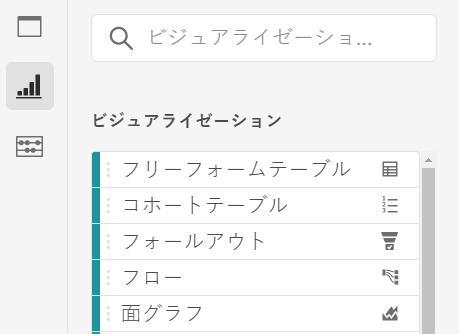 ビジュアライゼーショ...
ビジュアライゼーション
フリーフォームテーブル
コホートテーブル
フォールアウト
フロー
面グラフ